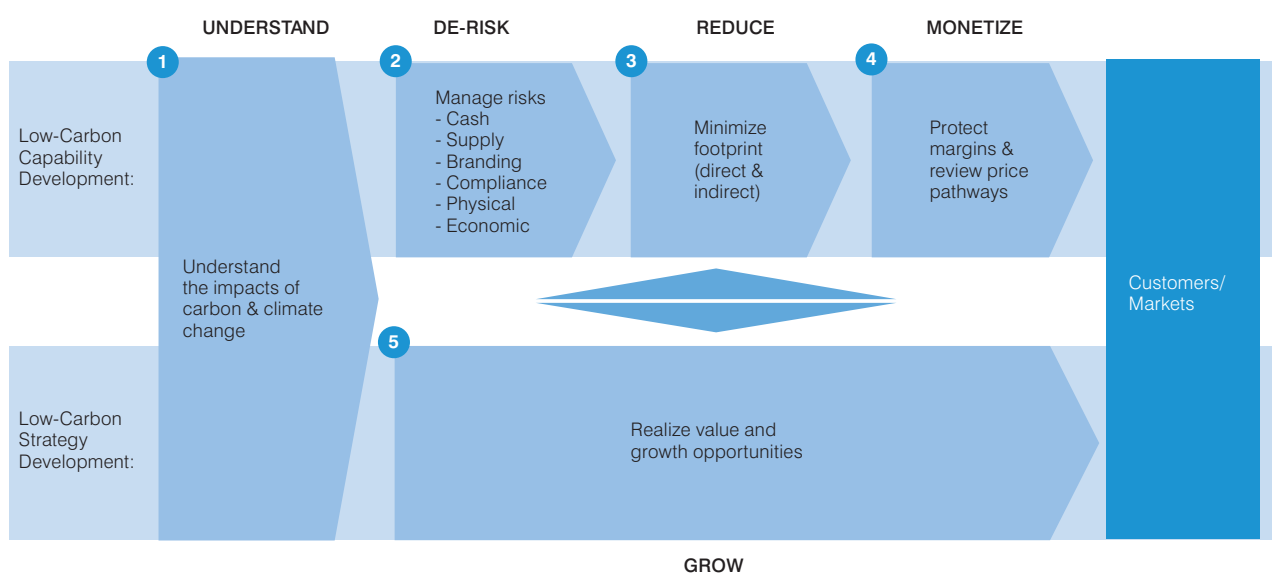 UNDERSTAND
DE-RISK
REDUCE
MONETIZE
1
2
3
4
Low-Carbon
Capability
Development:
Manage risks
- Cash
- Supply
- Branding
- Compliance
- Physical
- Economic
Minimize
footprint
(direct &
indirect)
Protect
margins &
review price
pathways
Understand
the impacts of
carbon & climate
change
Customers/
Markets
5
Low-Carbon
Strategy
Development:
Realize value and
growth opportunities
GROW